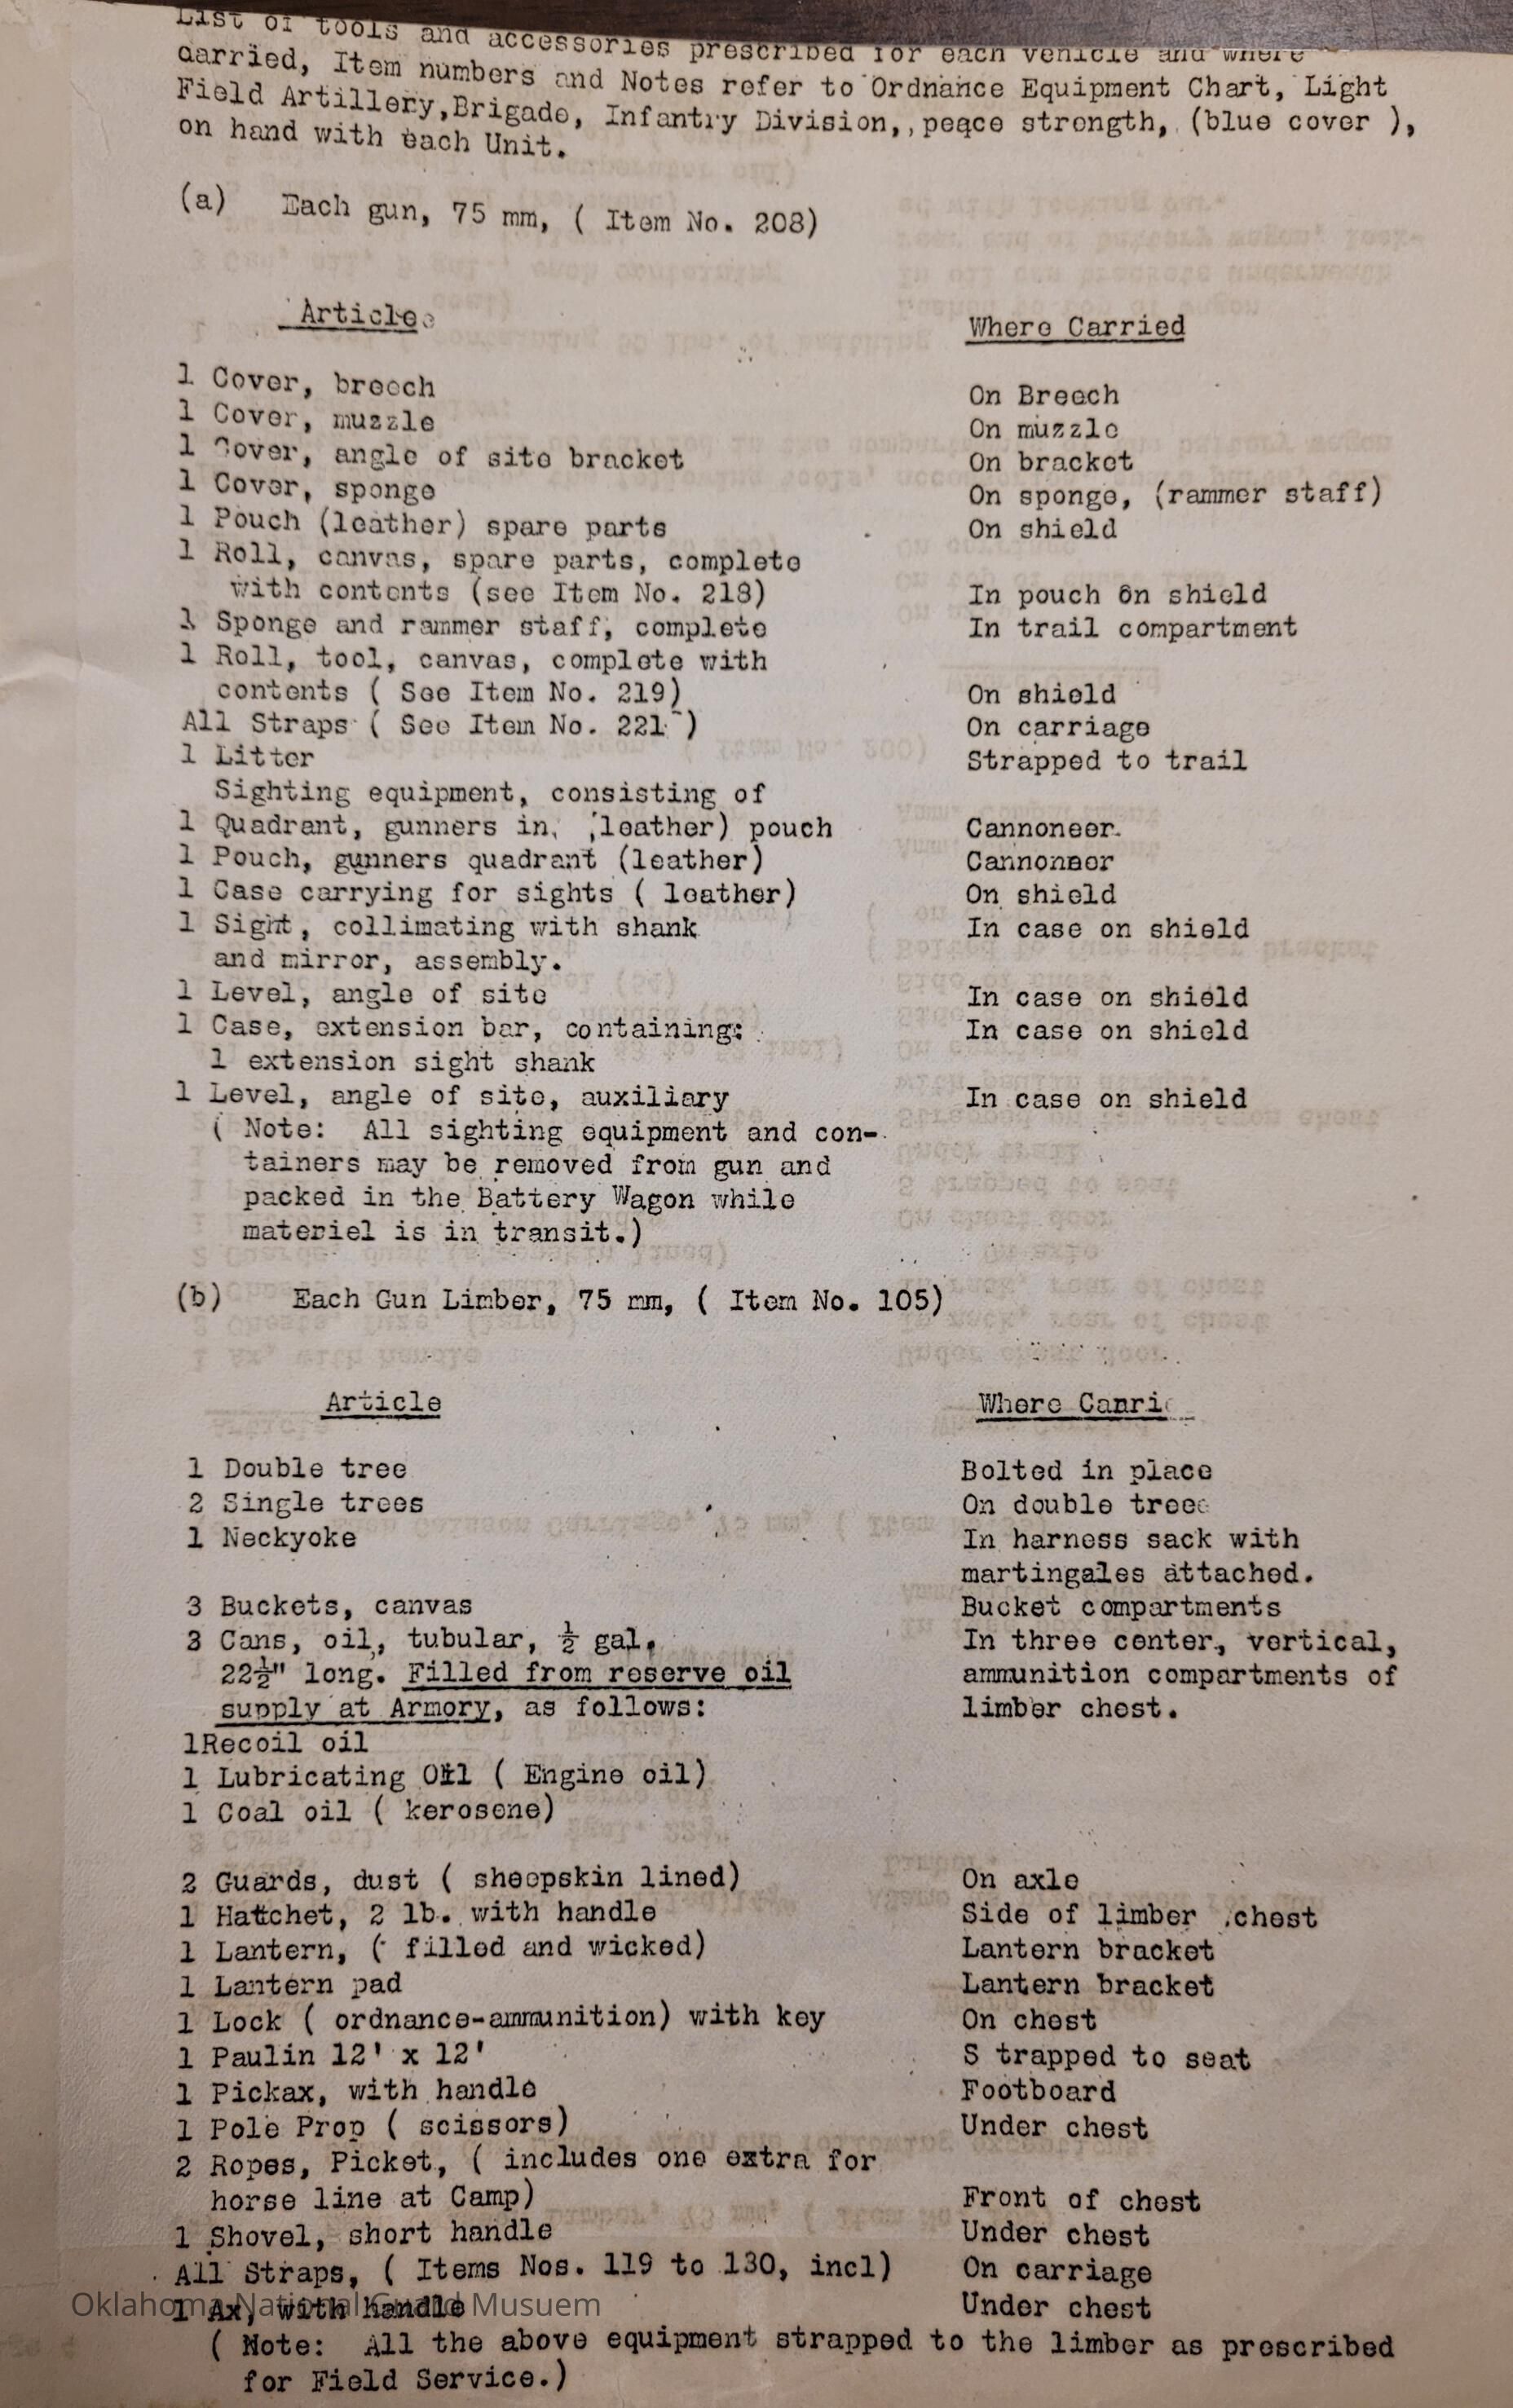 List of tools and accessories prescribed for each vehicle and where
carried, Item numbers and Notes refer to Ordnance Equipment Chart, Light
Field Artillery,Brigade, Infantry Division,,peace strength, (blue cover ),
on hand with each Unit.
(a) Each gun, 75 mm, ( Item No. 208)
Article Where Carried
1 Cover, breech On Breech
1 Cover, muzzle On muzzle
1 Cover, angle of site bracket On bracket
1 Cover, sponge On sponge, (rammer staff)
1 Pouch (leather) spare parts On shield
1 Roll, canvas, spare parts, complete
with contents (see Item No. 218) In pouch on shield
1 Sponge and rammer staff, complete In trail compartment
1 Roll, tool, canvas, complete with
contents ( See Item No. 219) On shield
All Straps ( See Item No. 221 ) On carriage
1 Litter Strapped to trail
Sighting equipment, consisting of
1 Quadrant, gunners in, (leather) pouch Cannoneer.
1 Pouch, gunners quadrant (leather) Cannoneer
1 Case carrying for sights ( leather) On shield
1 Sight, collimating with shank In case on shield
and mirror, assembly.
1 Level, angle of site In case on shield
1 Case, extension bar, containing: In case on shield
1 extension sight shank
1 Level, angle of site, auxiliary In case on shield
( Note: All sighting equipment and con-
tainers may be removed from gun and
packed in the Battery Wagon while
materiel is in transit.)
(b) Each Gun Limber, 75 mm, ( Item No. 105)
Article Where Carri
1 Double tree Bolted in place
2 Single trees On double tree
1 Neckyoke In harness sack with
martingales attached.
3 Buckets, canvas Bucket compartments
3 Cans, oil, tubular, ½ gal. In three center, vertical,
22½" long. Filled from reserve oil ammunition compartments of
supply at Armory, as follows: limber chest.
1Recoil oil
1 Lubricating Oil ( Engine oil)
1 Coal oil ( kerosene)
2 Guards, dust ( sheepskin lined) On axle
1 Hattchet, 2 lb. with handle Side of limber chest
1 Lantern, ( filled and wicked) Lantern bracket
1 Lantern pad Lantern bracket
1 Lock ( ordnance-ammunition) with key On chest
1 Paulin 12' x 12' S trapped to seat
1 Pickax, with handle Footboard
1 Pole Prop ( scissors) Under chest
2 Ropes, Picket, ( includes one extra for
horse line at Camp) Front of chest
1 Shovel, short handle Under chest
All Straps, ( Items Nos. 119 to 130, incl) On carriage
1 Ax, with handle Under chest
( Note: All the above equipment strapped to the limber as prescribed
for Field Service.)
Oklahoma National Guard Musuem